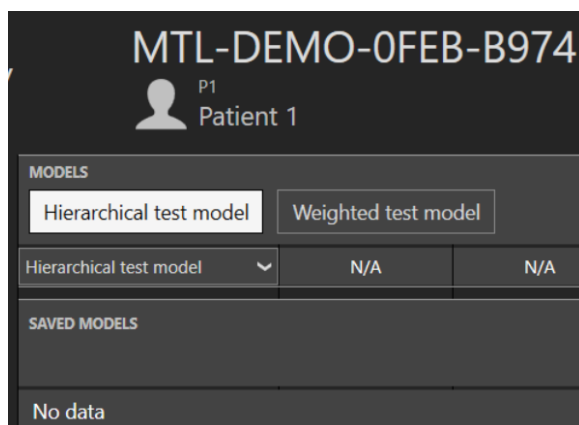 MTL-DEMO-0FEB-B974
P1
Patient 1
MODELS
Hierarchical test model Weighted test model
Hierarchical test model N/A N/A
SAVED MODELS
No data